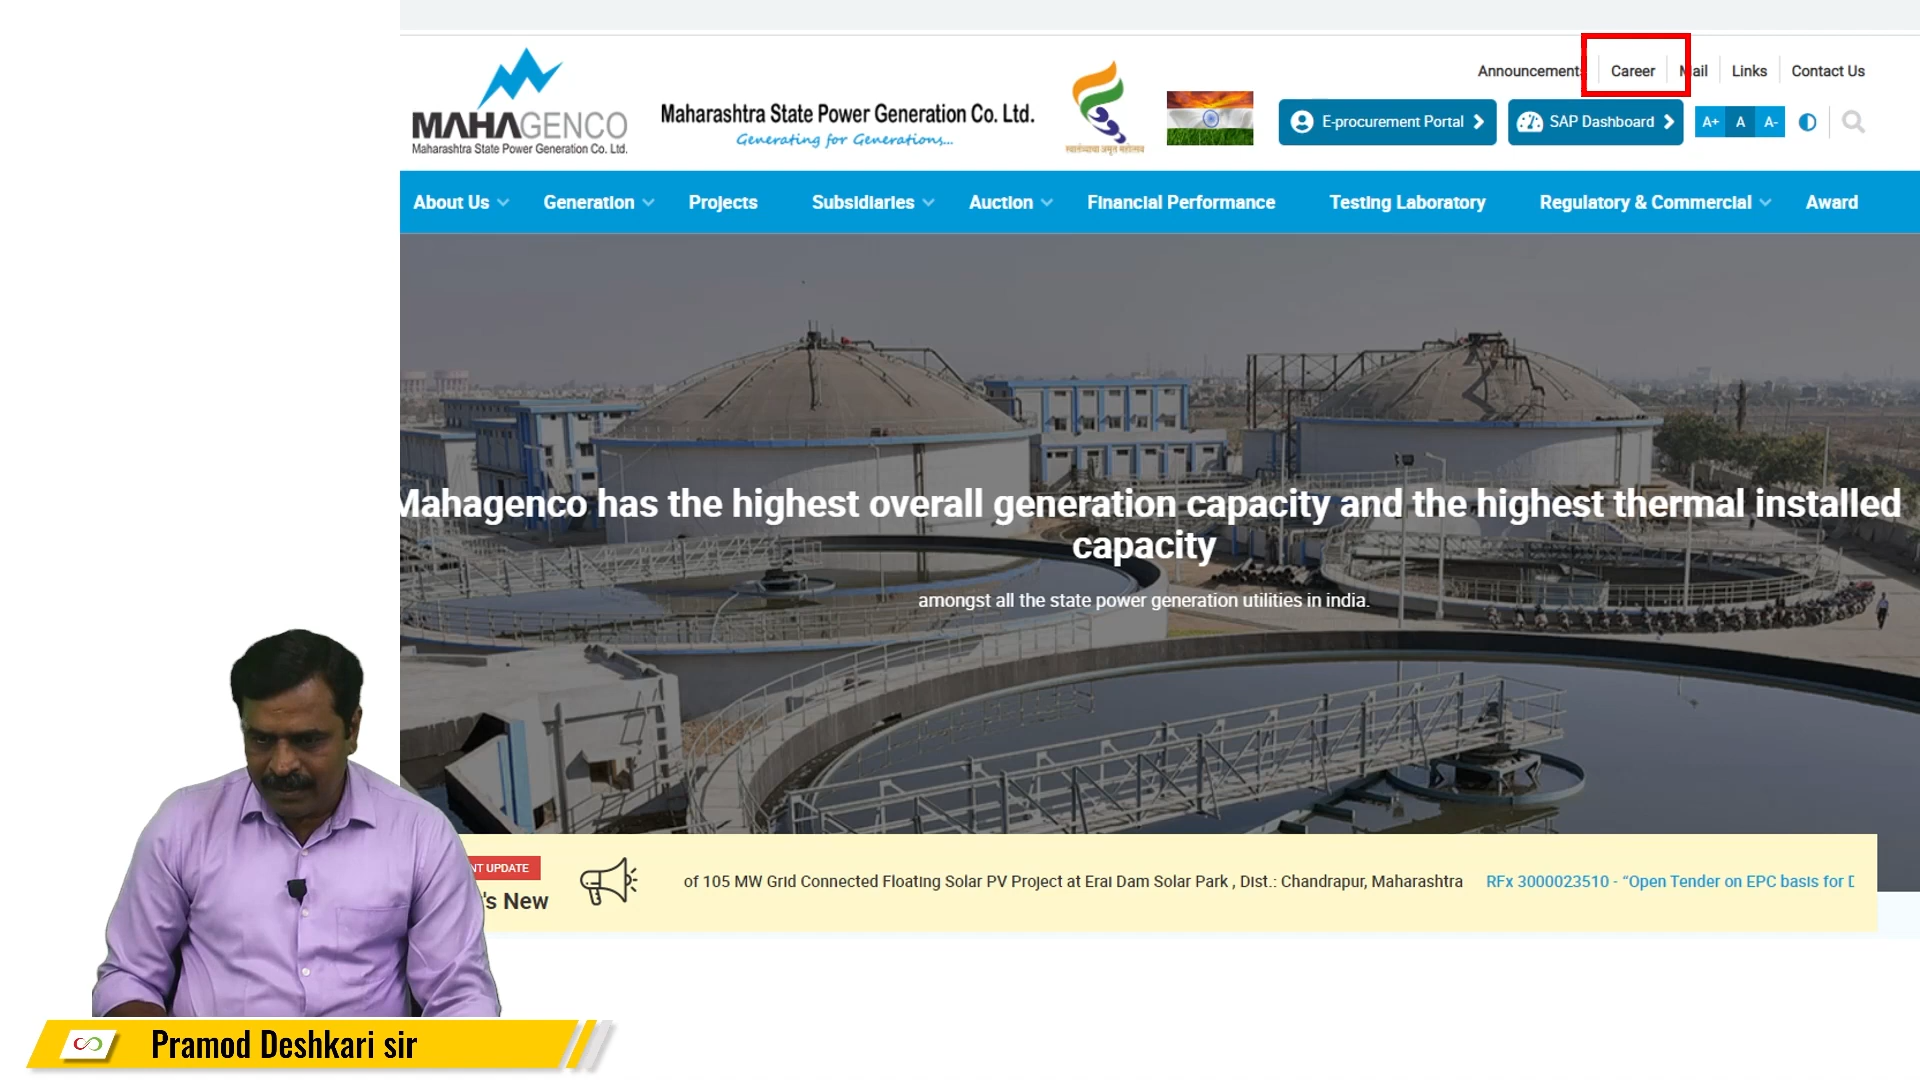 Announcements Career Mail Links Contact Us
MAHAGENCO
Maharashtra State Power Generation Co. Ltd.
Maharashtra State Power Generation Co. Ltd.
Generating for Generations...
E-procurement Portal
SAP Dashboard
A+ A A-
About Us Generation Projects Subsidiaries Auction Financial Performance Testing Laboratory Regulatory & Commercial Award
Mahagenco has the highest overall generation capacity and the highest thermal installed
capacity
amongst all the state power generation utilities in india.
NT UPDATE
's New
of 105 MW Grid Connected Floating Solar PV Project at Erai Dam Solar Park , Dist.: Chandrapur, Maharashtra RFx 3000023510 - “Open Tender on EPC basis for D
Pramod Deshkari sir